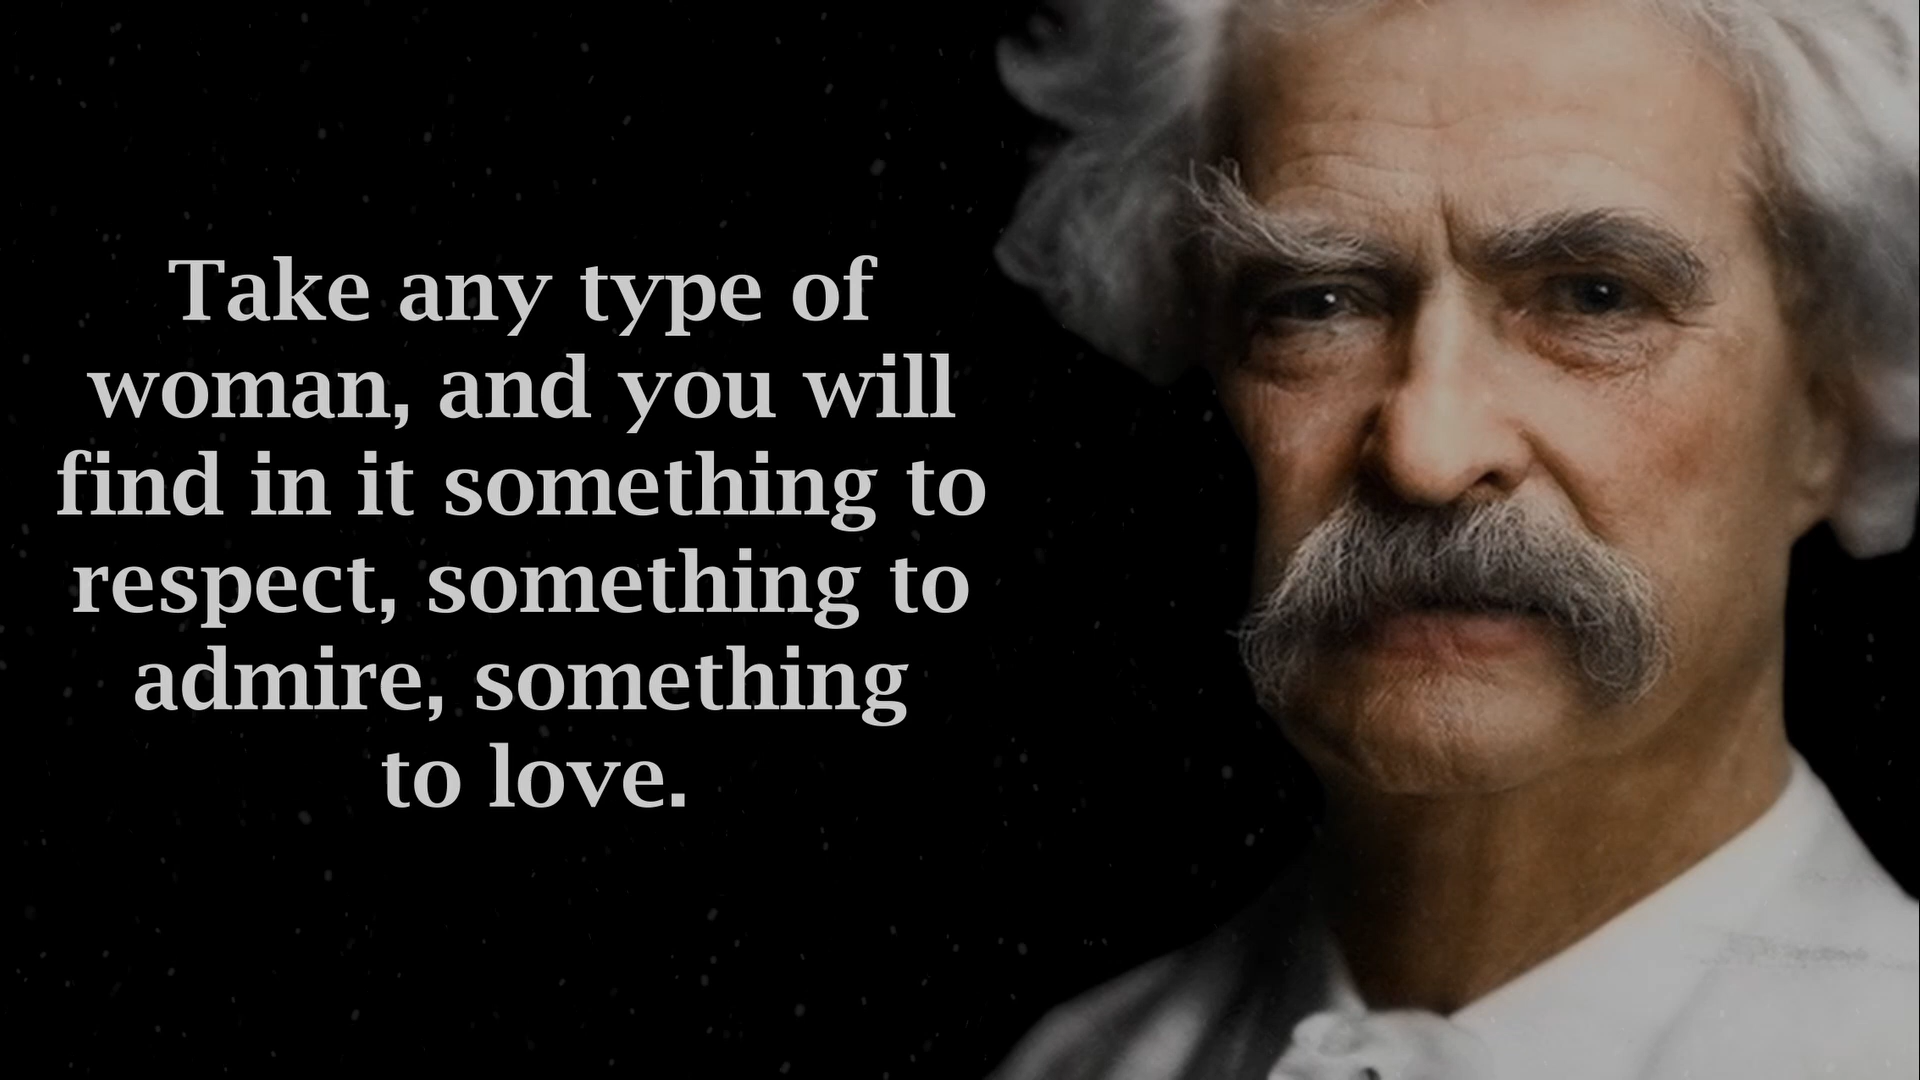 Take any type of
woman, and you will
find in it something to
respect, something to
admire, something
to love.